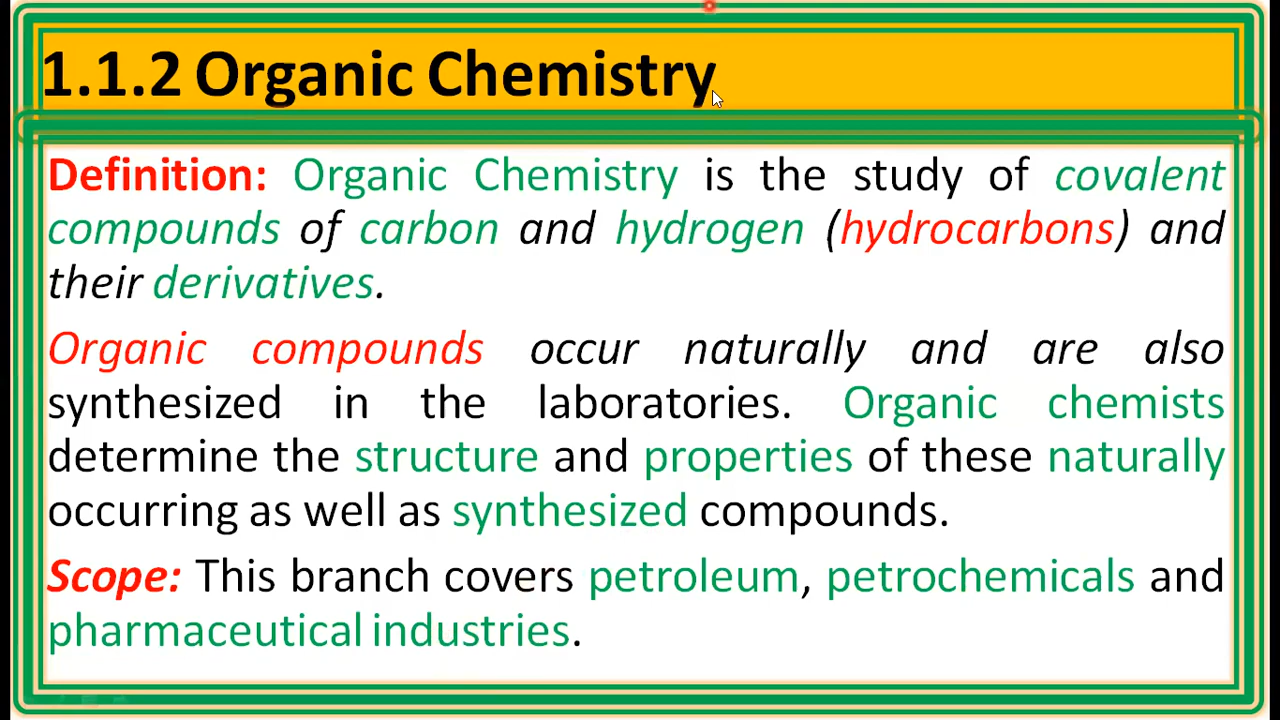 1.1.2 Organic Chemistry
Definition: Organic Chemistry is the study of covalent
compounds of carbon and hydrogen (hydrocarbons) and
their derivatives.
Organic compounds occur naturally and are also
synthesized in the laboratories. Organic chemists
determine the structure and properties of these naturally
occurring as well as synthesized compounds.
Scope: This branch covers petroleum, petrochemicals and
pharmaceutical industries.